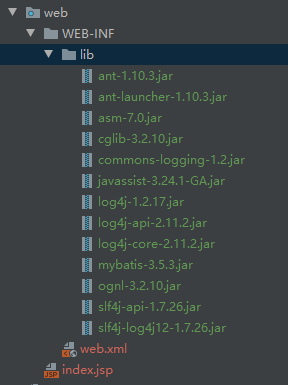 web
WEB-INF
lib
ant-1.10.3.jar
ant-launcher-1.10.3.jar
asm-7.0.jar
cglib-3.2.10.jar
commons-logging-1.2.jar
javassist-3.24.1-GA.jar
log4j-1.2.17.jar
log4j-api-2.11.2.jar
log4j-core-2.11.2.jar
mybatis-3.5.3.jar
ognl-3.2.10.jar
slf4j-api-1.7.26.jar
slf4j-log4j12-1.7.26.jar
web.xml
JSP index.jsp